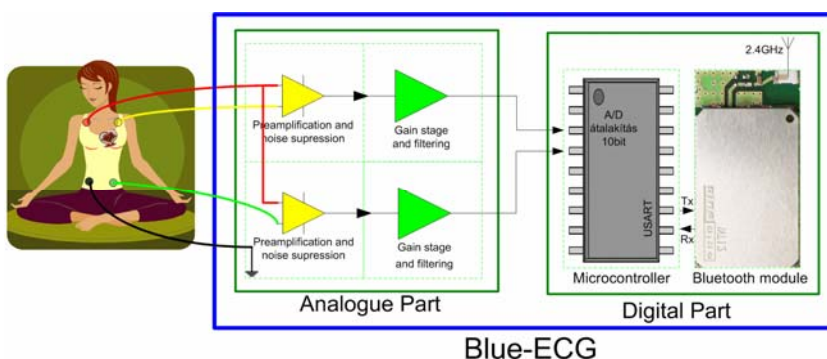 2.4GHz
A/D
átalakítás
10bit
Preamplification and
noise supression
Gain stage
and filtering
Tx
Rx
USART
Preamplification and
noise supression
Gain stage
and filtering
Microcontroller
Bluetooth module
Analogue Part
Digital Part
Blue-ECG